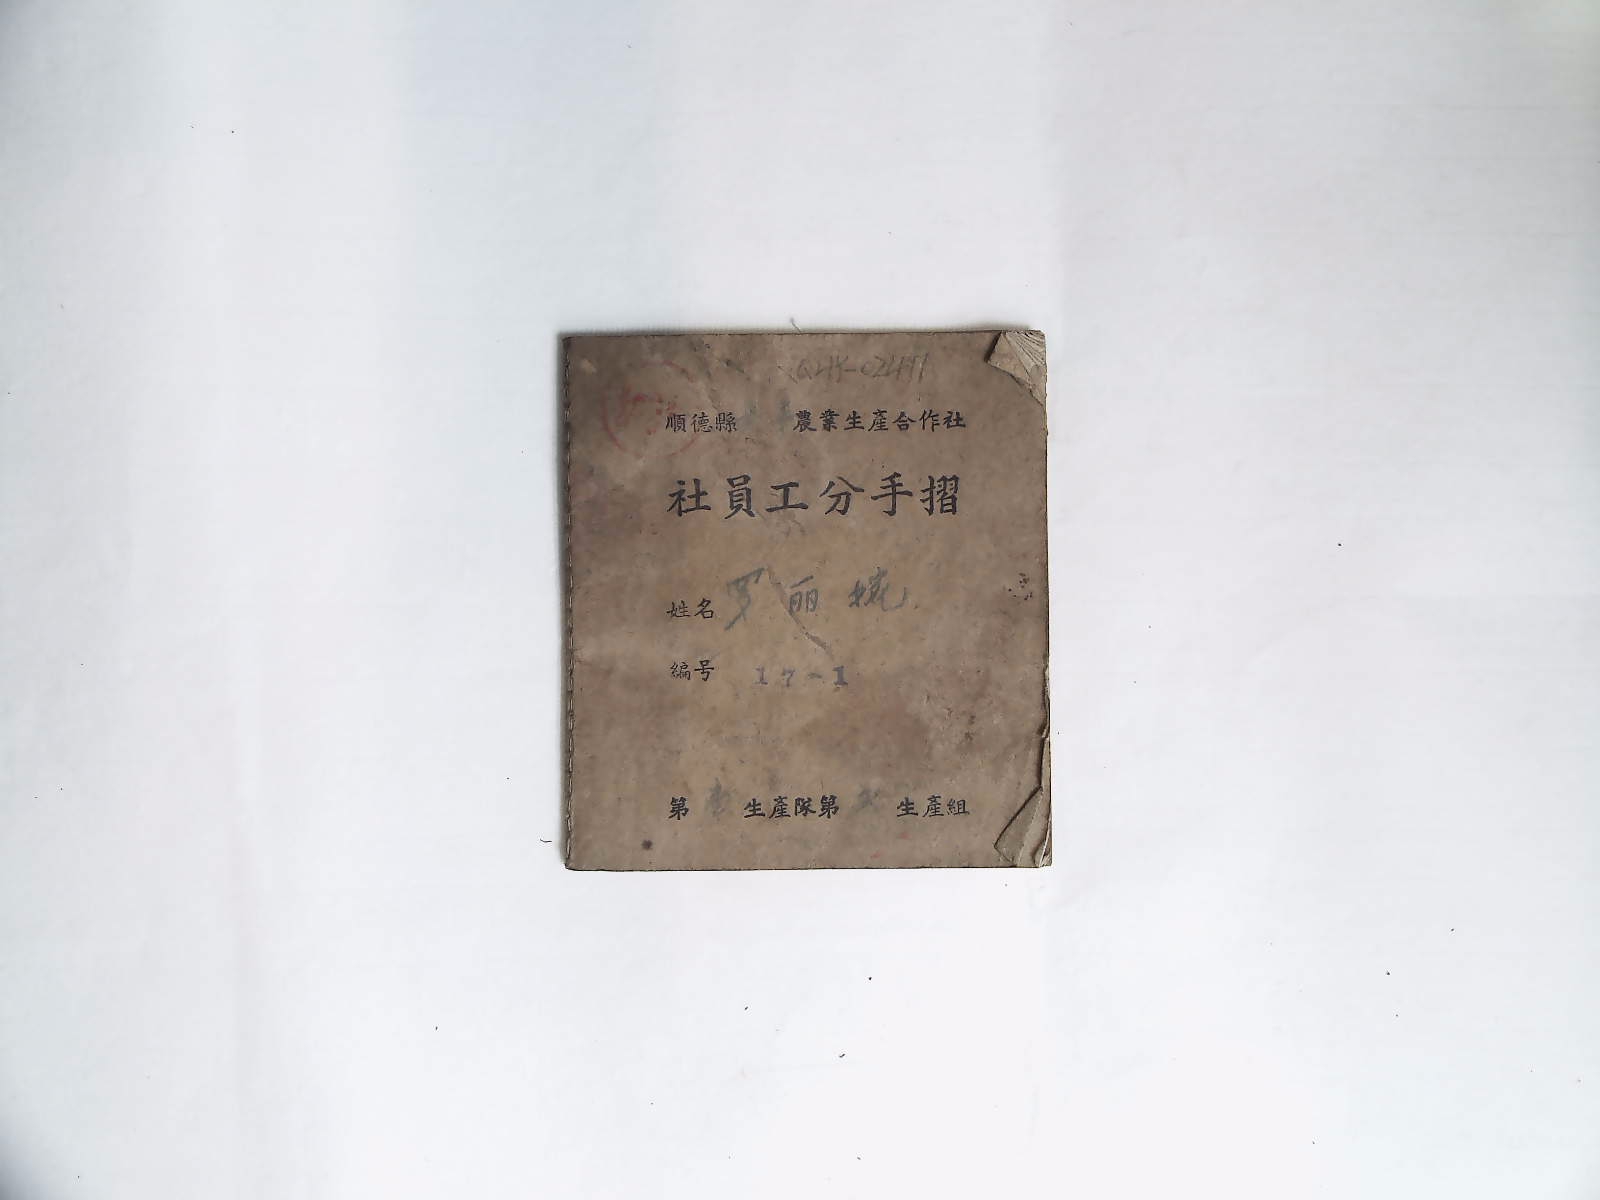 順德縣 農業生產合作社
社員工分手摺
姓名 罗丽婉
編号 17-1
第 生產隊第 生產組